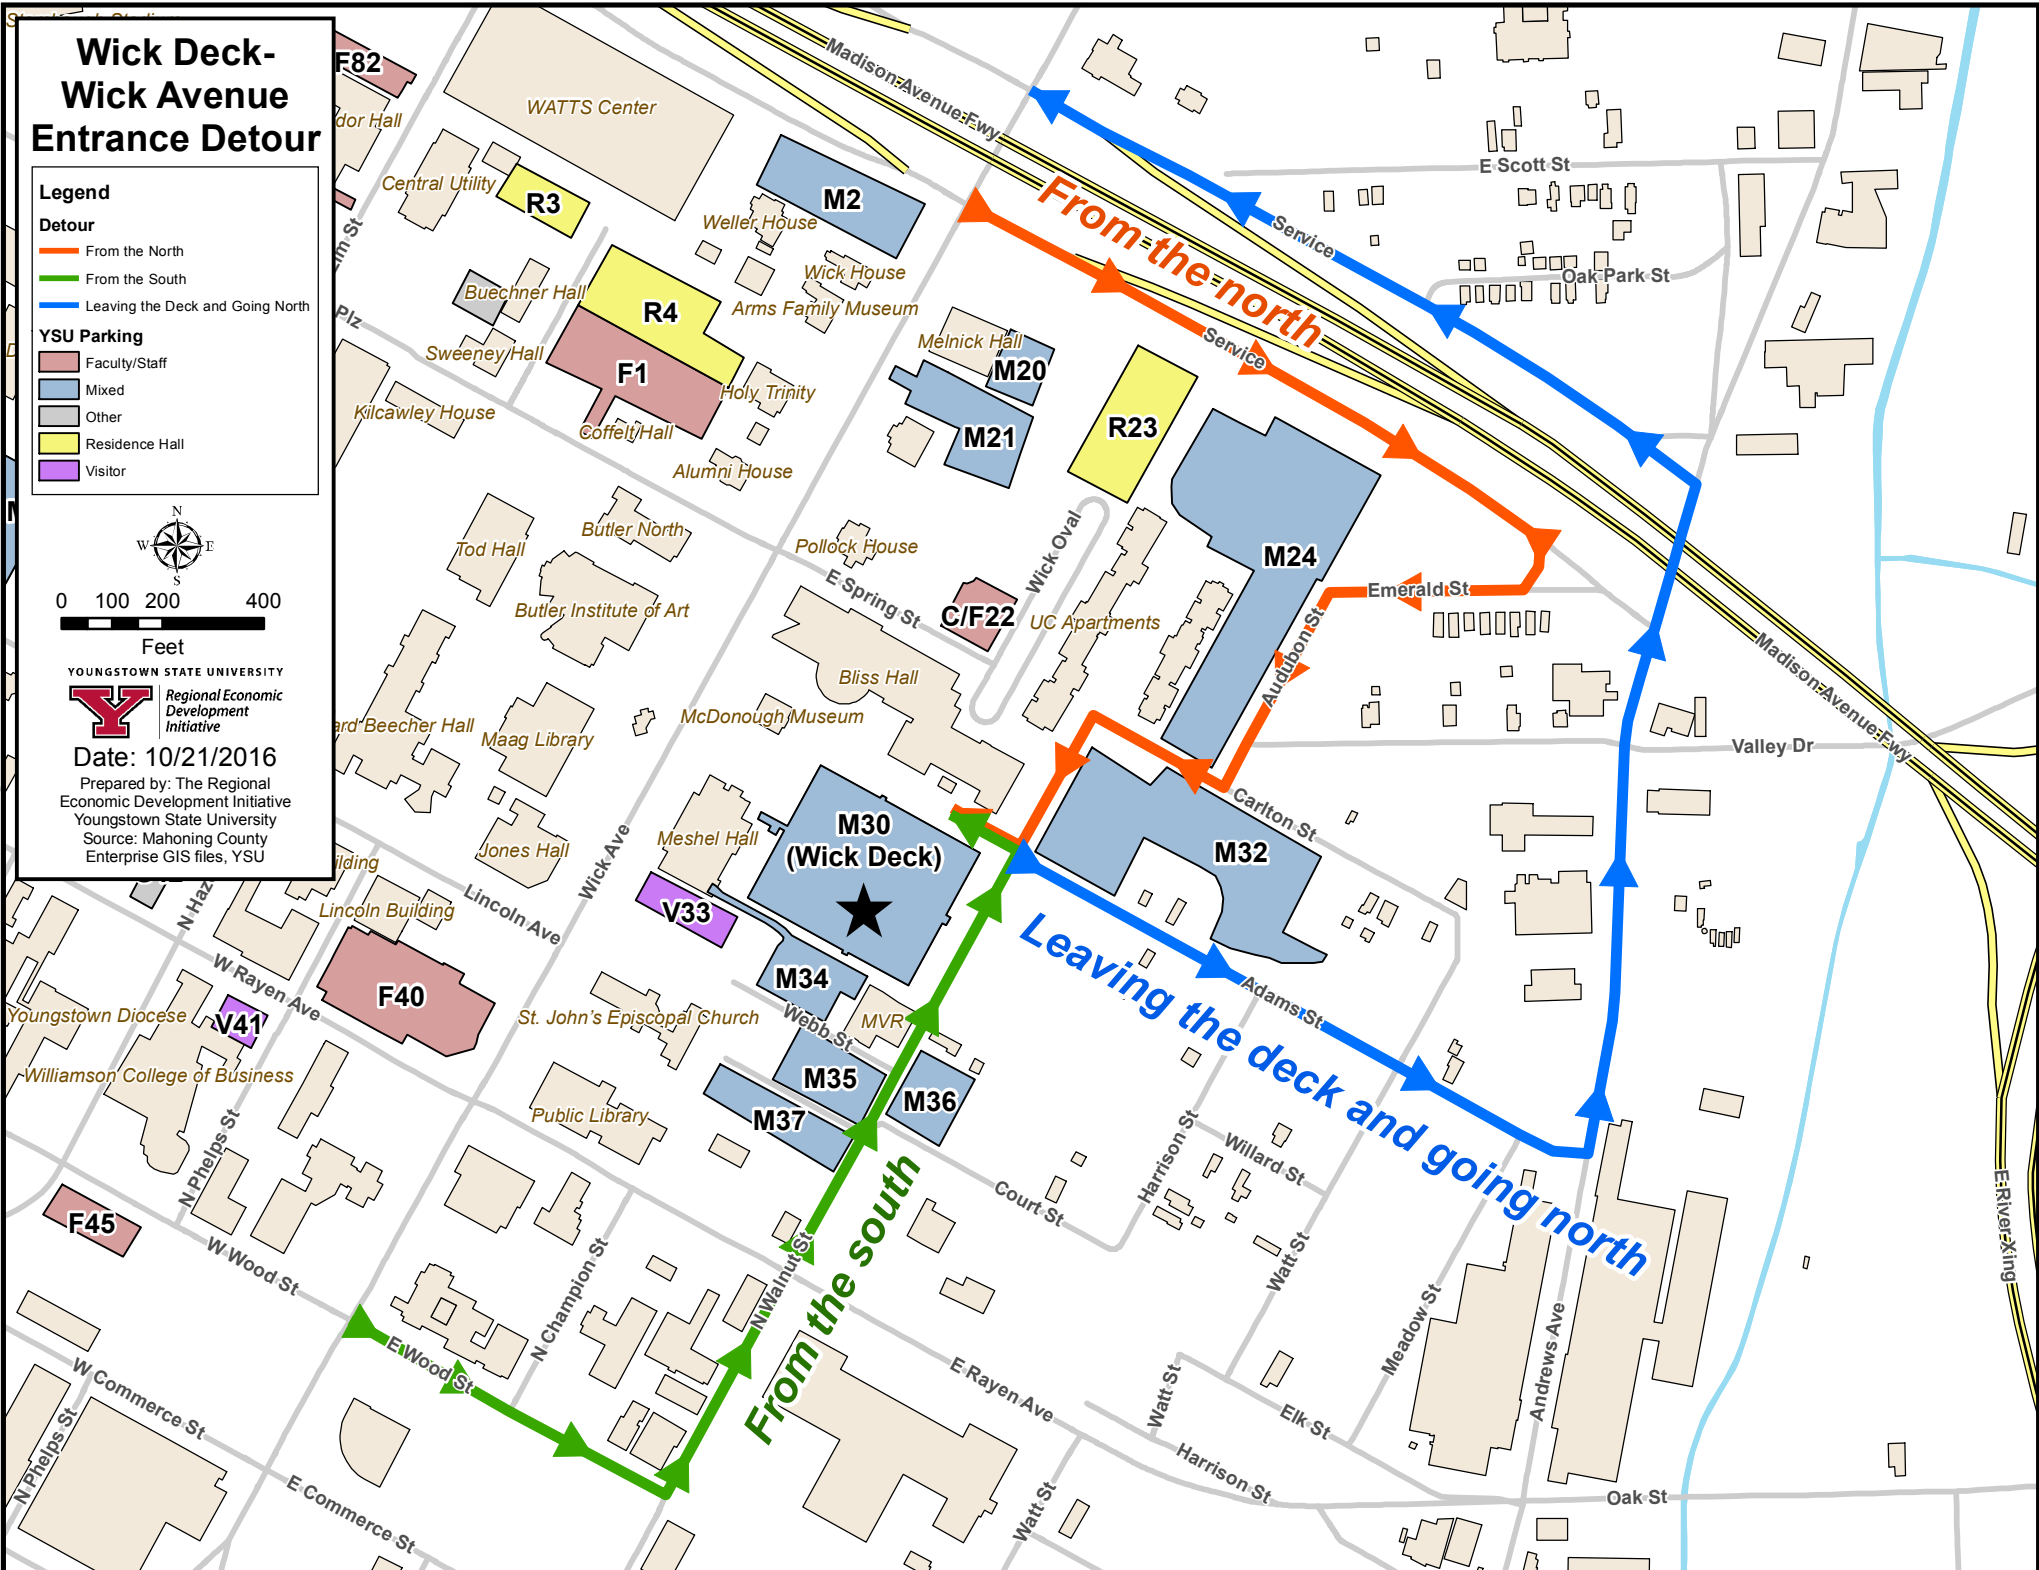 Wick Deck-
Wick Avenue
Entrance Detour
Legend
Detour
From the North
From the South
Leaving the Deck and Going North
YSU Parking
Faculty/Staff
Mixed
Other
Residence Hall
Visitor
N
W E
S
0 100 200 400
Feet
YOUNGSTOWN STATE UNIVERSITY
Y
Regional Economic
Development
Initiative
Date: 10/21/2016
Prepared by: The Regional
Economic Development Initiative
Youngstown State University
Source: Mahoning County
Enterprise GIS files, YSU
F82
dor Hall
WATTS Center
Madison Avenue Fwy
Central Utility
R3
M2
Weller House
Wick House
Arms Family Museum
Buechner Hall
R4
Sweeney Hall
F1
Holy Trinity
Kilcawley House
Coffelt Hall
Alumni House
Plz
Melnick Hall
M20
M21
R23
From the north
Service
Service
E Scott St
Oak Park St
Tod Hall
Butler North
Butler Institute of Art
Pollock House
E Spring St
Wick Oval
C/F22
UC Apartments
M24
Emerald St
Audubon St
Bliss Hall
McDonough Museum
ard Beecher Hall
Maag Library
Madison Avenue Fwy
Valley Dr
Carlton St
M30
(Wick Deck)
M32
Meshel Hall
Jones Hall
Wick Ave
Lincoln Ave
V33
ilding
Lincoln Building
N Haz
W Rayen Ave
F40
M34
Webb St
MVR
St. John's Episcopal Church
Youngstown Diocese
V41
Williamson College of Business
Public Library
M35
M36
M37
Leaving the deck and going north
Adams St
Harrison St
Willard St
Court St
Watt St
N Phelps St
F45
W Wood St
N Champion St
N Walnut St
From the south
E Wood St
E Rayen Ave
Watt St
Elk St
Meadow St
Andrews Ave
E River Xing
W Commerce St
N Phelps St
E Commerce St
Harrison St
Watt St
Oak St